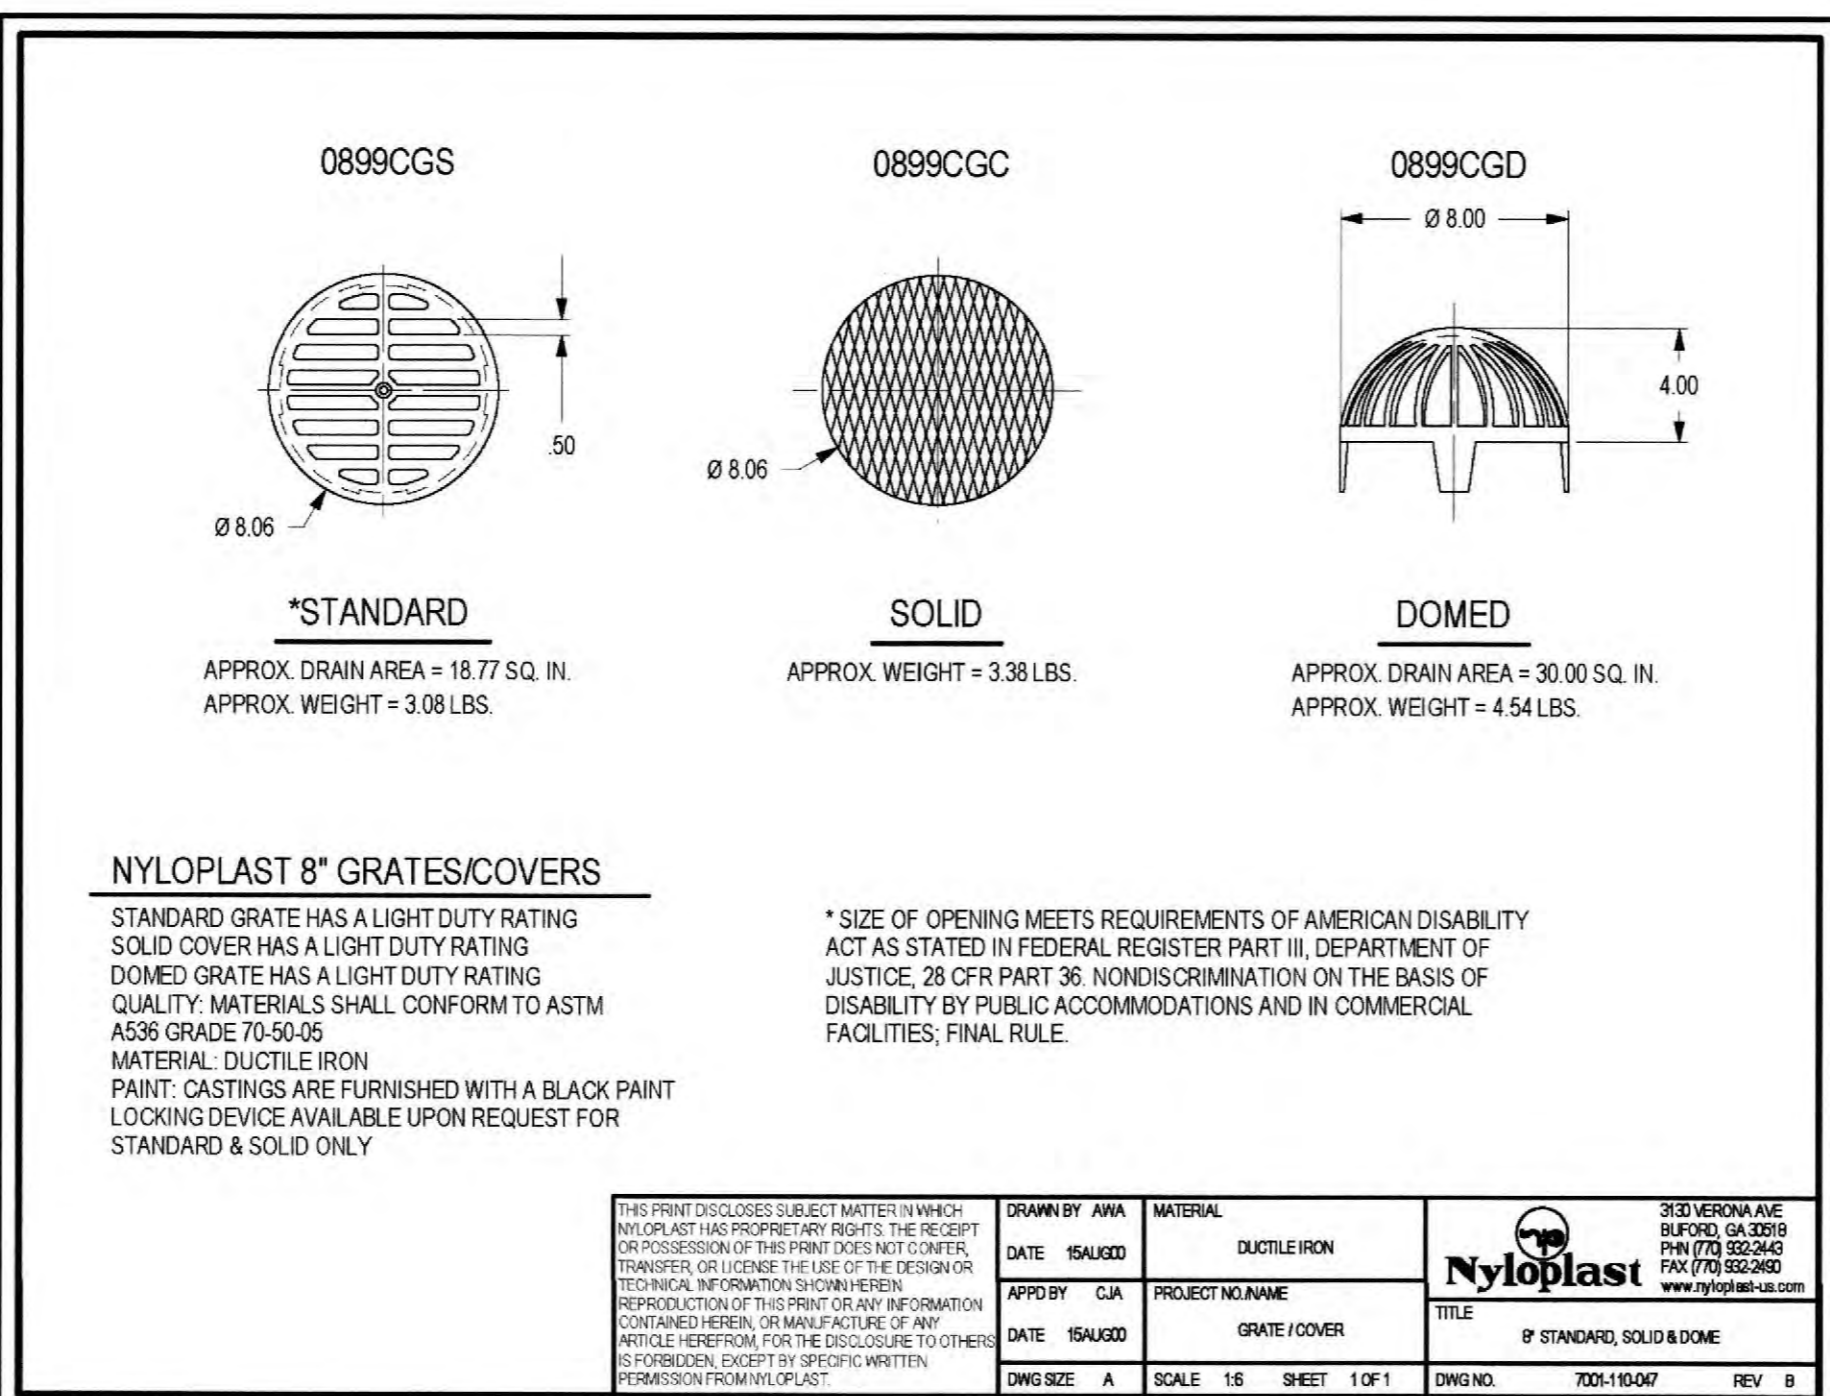 0899CGS
Ø 8.06
.50
*STANDARD
APPROX. DRAIN AREA = 18.77 SQ. IN.
APPROX. WEIGHT = 3.08 LBS.
0899CGC
Ø 8.06
SOLID
APPROX. WEIGHT = 3.38 LBS.
0899CGD
Ø 8.00
4.00
DOMED
APPROX. DRAIN AREA = 30.00 SQ. IN.
APPROX. WEIGHT = 4.54 LBS.
NYLOPLAST 8" GRATES/COVERS
STANDARD GRATE HAS A LIGHT DUTY RATING
SOLID COVER HAS A LIGHT DUTY RATING
DOMED GRATE HAS A LIGHT DUTY RATING
QUALITY: MATERIALS SHALL CONFORM TO ASTM
A536 GRADE 70-50-05
MATERIAL: DUCTILE IRON
PAINT: CASTINGS ARE FURNISHED WITH A BLACK PAINT
LOCKING DEVICE AVAILABLE UPON REQUEST FOR
STANDARD & SOLID ONLY
* SIZE OF OPENING MEETS REQUIREMENTS OF AMERICAN DISABILITY
ACT AS STATED IN FEDERAL REGISTER PART III, DEPARTMENT OF
JUSTICE, 28 CFR PART 36. NONDISCRIMINATION ON THE BASIS OF
DISABILITY BY PUBLIC ACCOMMODATIONS AND IN COMMERCIAL
FACILITIES; FINAL RULE.
THIS PRINT DISCLOSES SUBJECT MATTER IN WHICH
NYLOPLAST HAS PROPRIETARY RIGHTS. THE RECEIPT
OR POSSESSION OF THIS PRINT DOES NOT CONFER,
TRANSFER, OR LICENSE THE USE OF THE DESIGN OR
TECHNICAL INFORMATION SHOWN HEREIN
REPRODUCTION OF THIS PRINT OR ANY INFORMATION
CONTAINED HEREIN, OR MANUFACTURE OF ANY
ARTICLE HEREFROM, FOR THE DISCLOSURE TO OTHERS
IS FORBIDDEN, EXCEPT BY SPECIFIC WRITTEN
PERMISSION FROM NYLOPLAST.
DRAWN BY AWA
DATE 15AUG00
APPD BY CJA
DATE 15AUG00
DWG SIZE A
MATERIAL
DUCTILE IRON
PROJECT NO./NAME
GRATE / COVER
SCALE 1:6 SHEET 1 OF 1
Nyloplast
3130 VERONA AVE
BUFORD, GA 30518
PHN (770) 932-2443
FAX (770) 932-2490
www.nyloplast-us.com
TITLE
8" STANDARD, SOLID & DOME
DWG NO. 7001-110-047 REV B